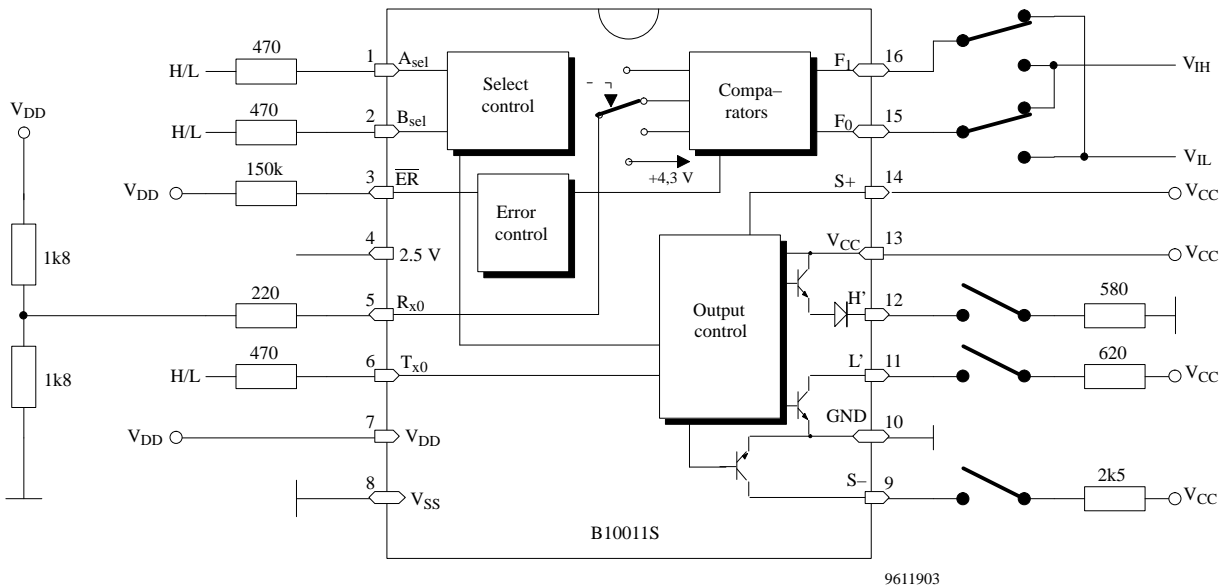 470
H/L
1
Asel
470
H/L
2
Bsel
Select
control
Compa–
rators
F1
16
F0
15
VIH
VIL
VDD
150k
VDD
3
ER
Error
control
+4,3 V
S+
14
VCC
4
2.5 V
VCC
13
VCC
1k8
220
5
Rx0
Output
control
H'
12
580
1k8
470
H/L
6
Tx0
L'
11
620
VCC
VDD
7
VDD
GND
10
8
VSS
S–
9
2k5
VCC
B10011S
9611903